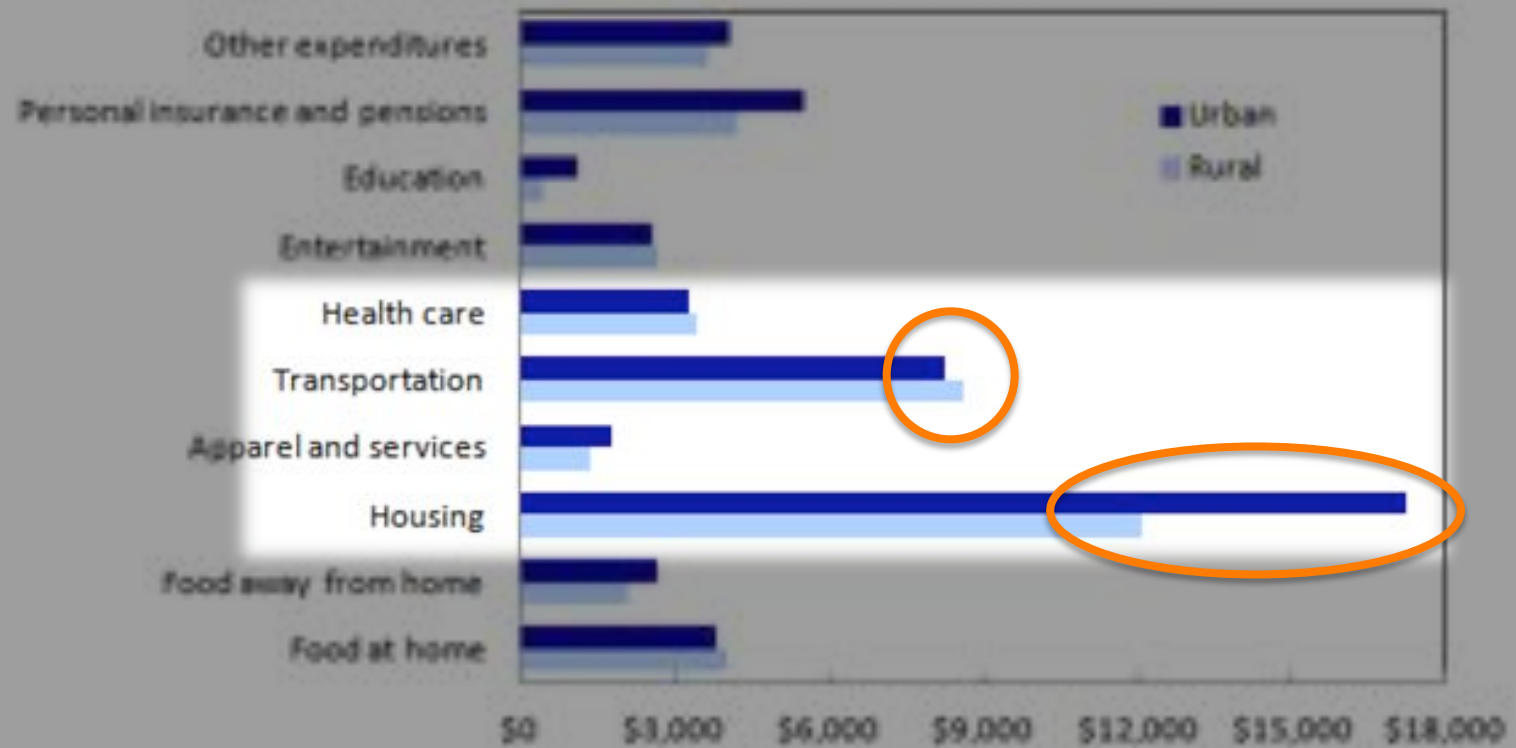 Other expenditures
Personal insurance and pensions
Urban
Education
Rural
Entertainment
Health care
Transportation
Apparel and services
Housing
Food away from home
Food at home
$0 $3,000 $6,000 $9,000 $12,000 $15,000 $18,000